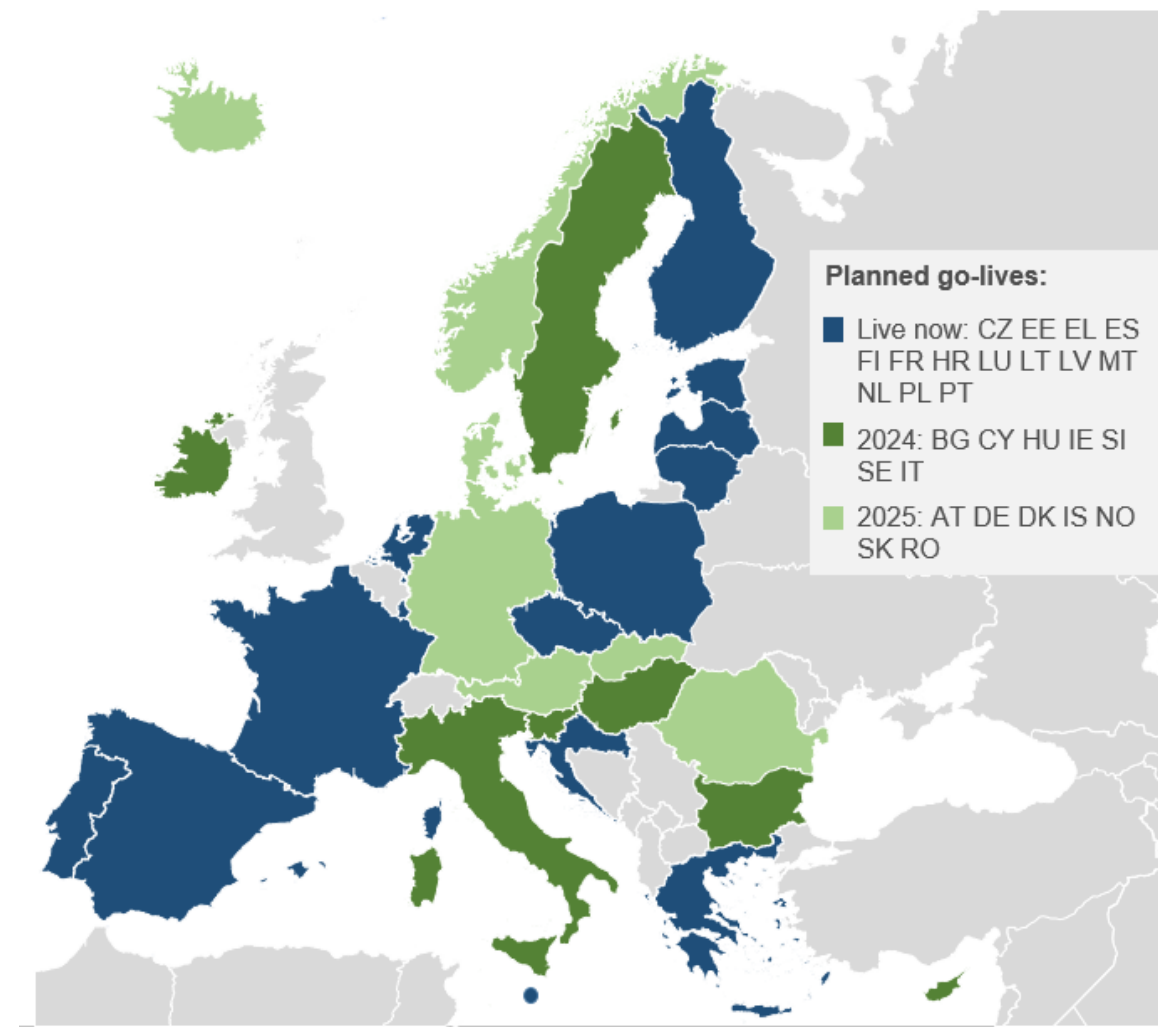 Planned go-lives:
Live now: CZ EE EL ES
FI FR HR LU LT LV MT
NL PL PT
2024: BG CY HU IE SI
SE IT
2025: AT DE DK IS NO
SK RO